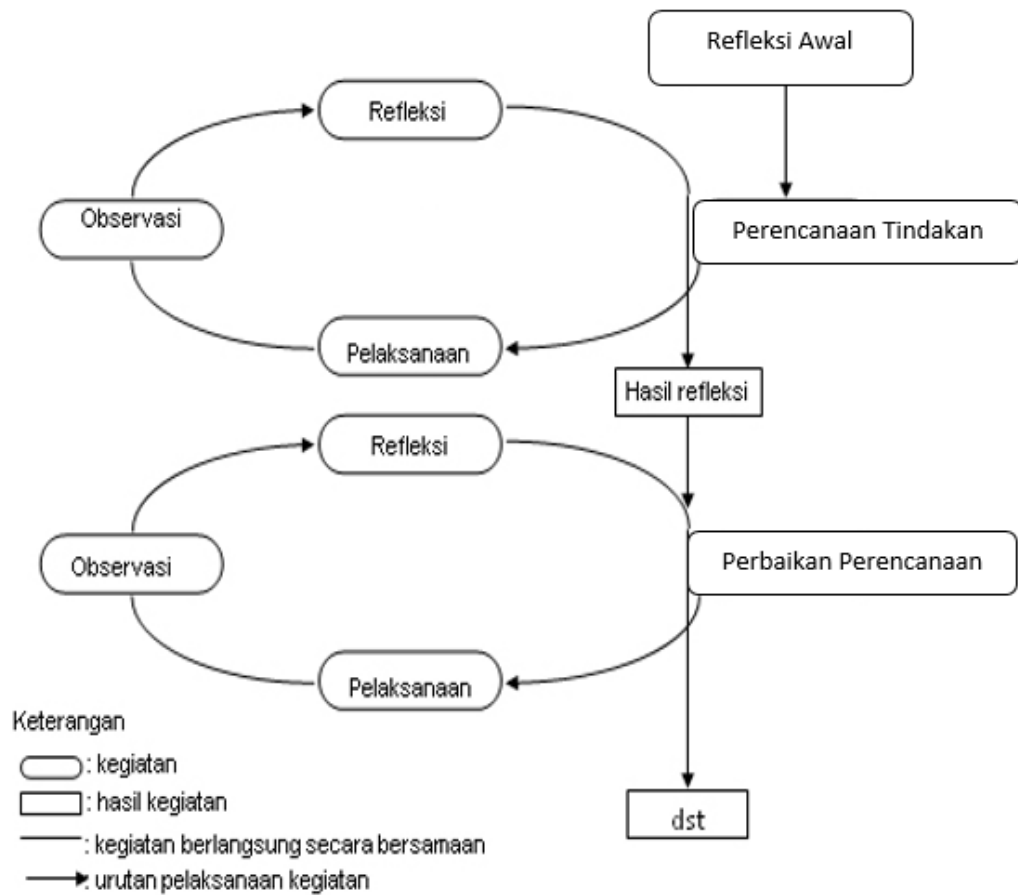 Refleksi Awal
Refleksi
Observasi
Perencanaan Tindakan
Pelaksanaan
Hasil refleksi
Refleksi
Observasi
Perbaikan Perencanaan
Pelaksanaan
Keterangan
: kegiatan
: hasil kegiatan
: kegiatan berlangsung secara bersamaan
: urutan pelaksanaan kegiatan
dst